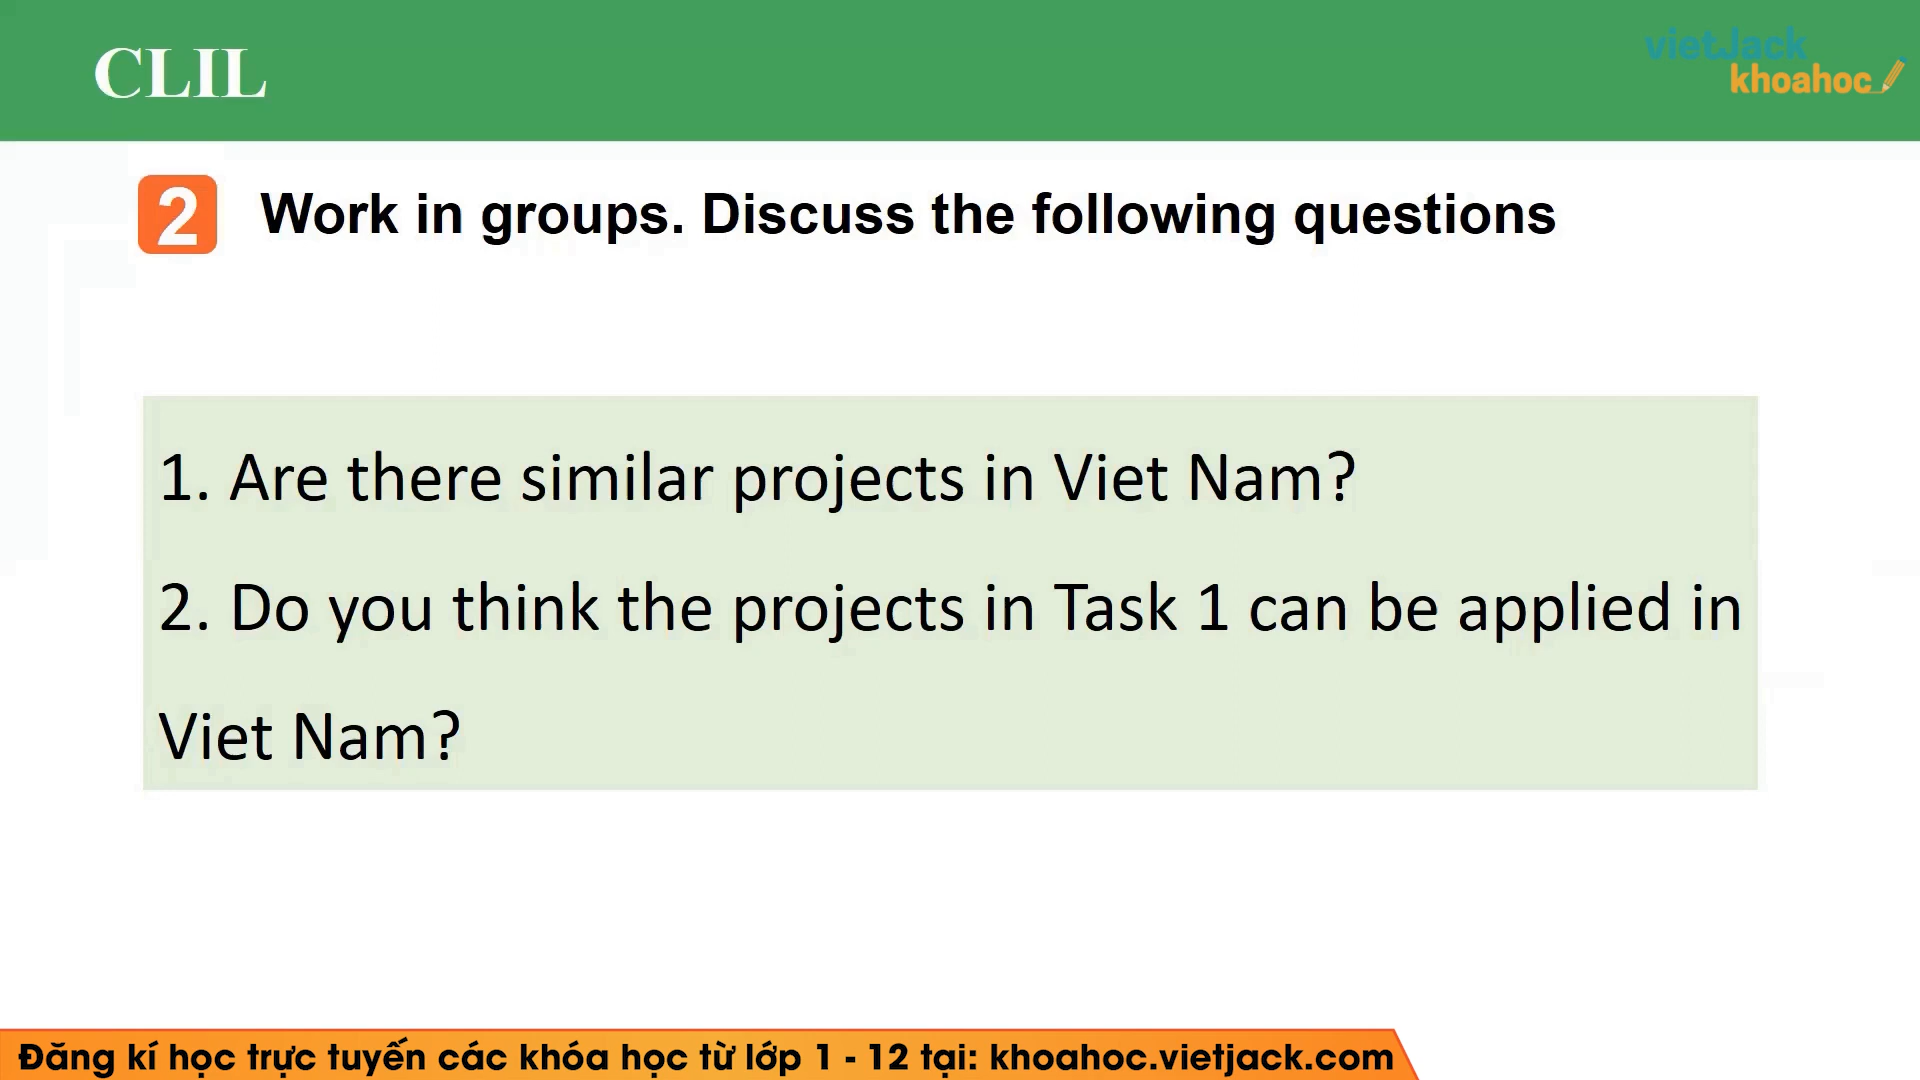 CLIL
vietJack
khoahoc
2 Work in groups. Discuss the following questions
1. Are there similar projects in Viet Nam?
2. Do you think the projects in Task 1 can be applied in
Viet Nam?
Đăng kí học trực tuyến các khóa học từ lớp 1 - 12 tại: khoahoc.vietjack.com